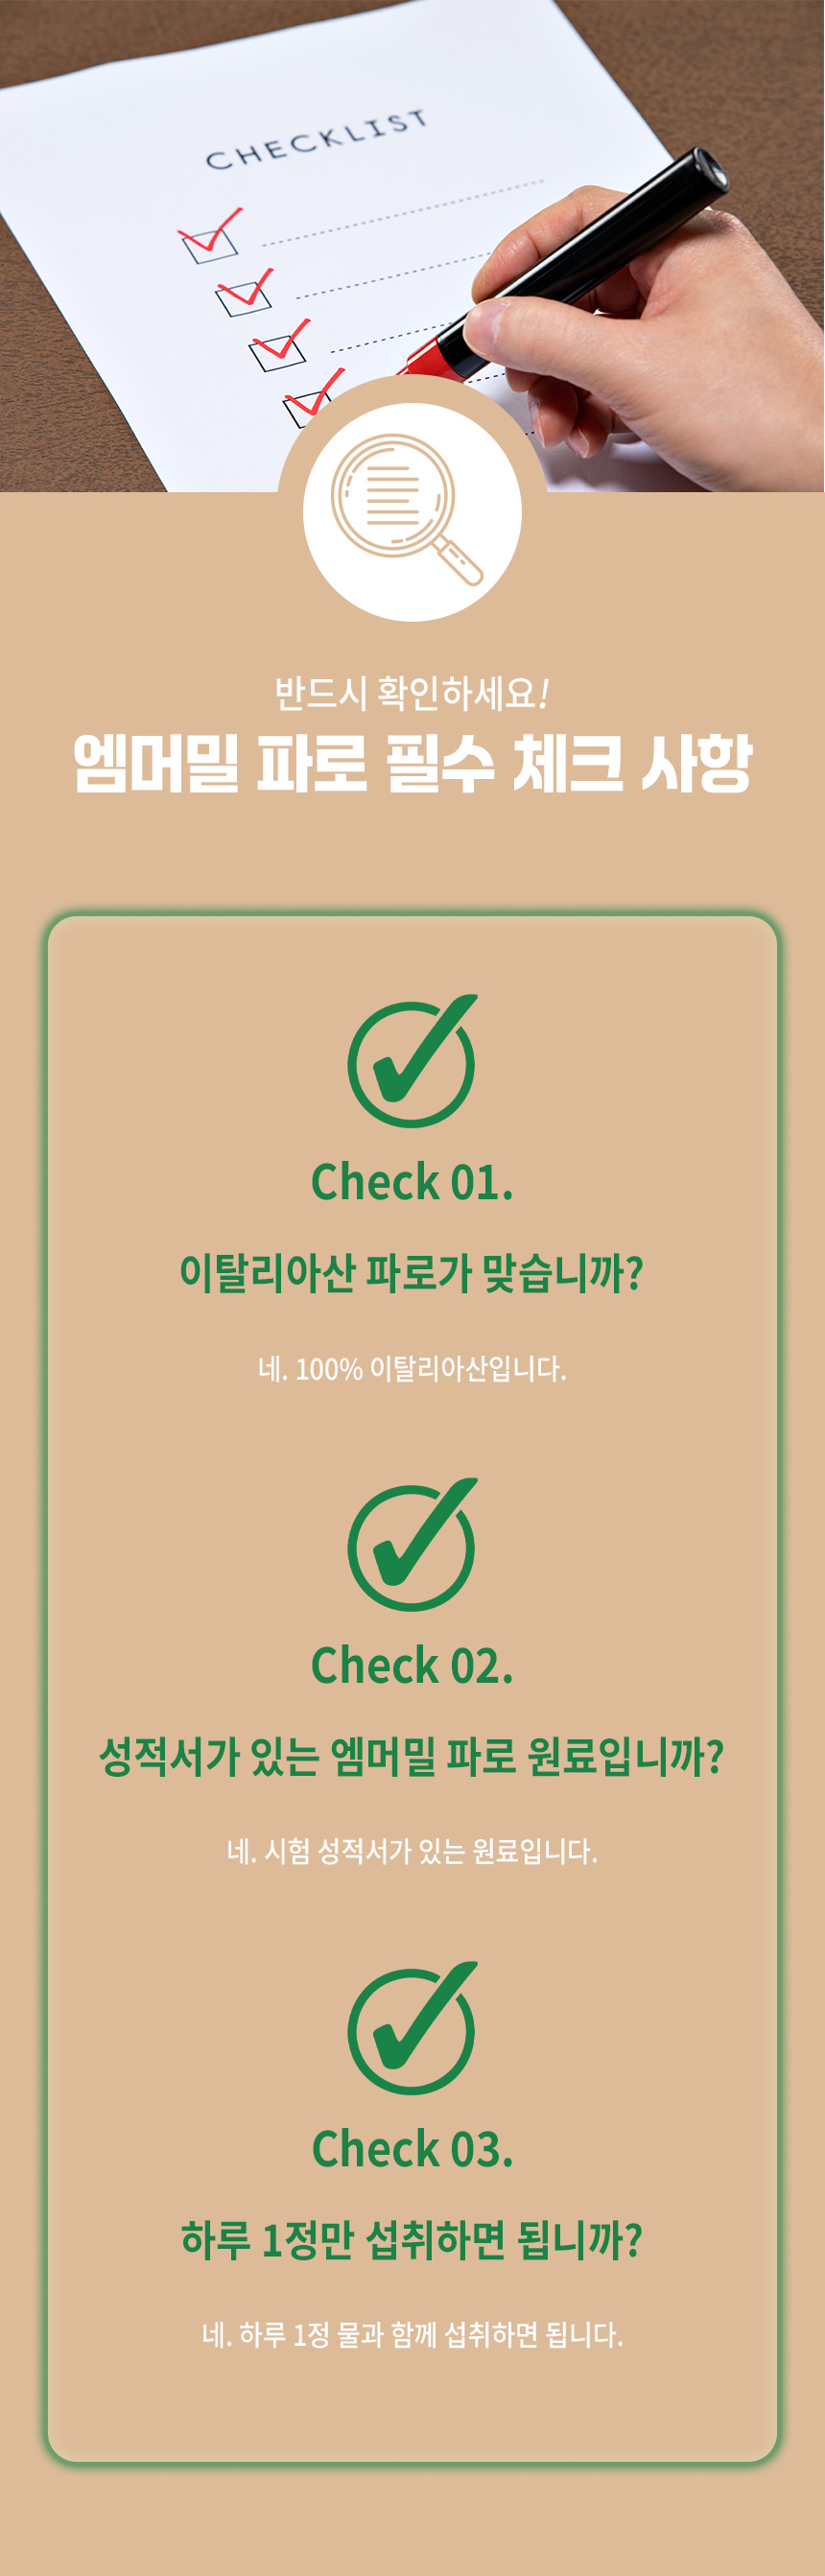 CHECKLIST
반드시 확인하세요!
엠머밀 파로 필수 체크 사항
Check 01.
이탈리아산 파로가 맞습니까?
네. 100% 이탈리아산입니다.
Check 02.
성적서가 있는 엠머밀 파로 원료입니까?
네. 시험 성적서가 있는 원료입니다.
Check 03.
하루 1정만 섭취하면 됩니까?
네. 하루 1정 물과 함께 섭취하면 됩니다.